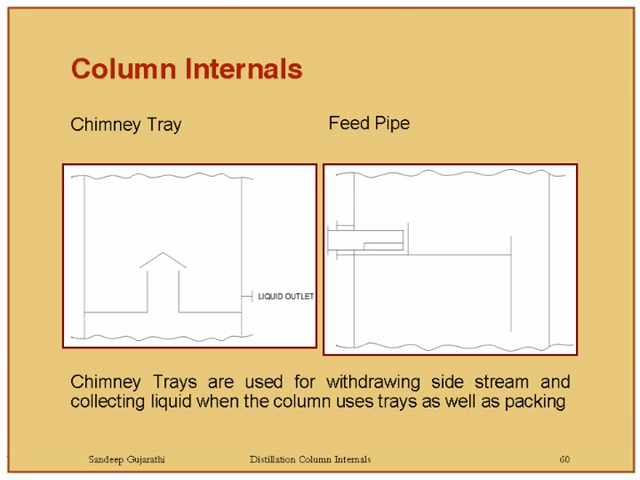 Column Internals
Chimney Tray
Feed Pipe
LIQUID OUTLET
Chimney Trays are used for withdrawing side stream and
collecting liquid when the column uses trays as well as packing
Sandeep Gujarathi
Distillation Column Internals
60